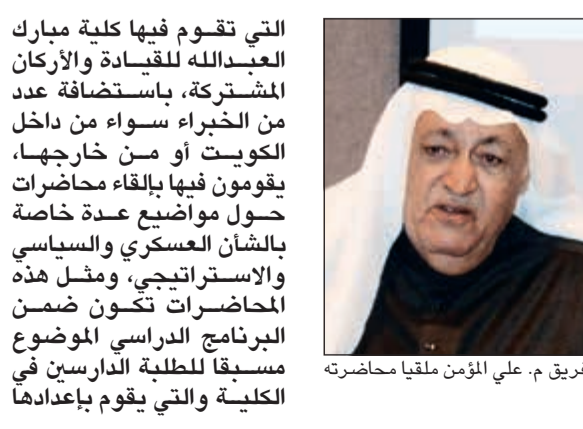 التي تقوم فيها كلية مبارك
العبدالله للقيادة والأركان
المشتركة، باستضافة عدد
من الخبراء سواء من داخل
الكويت أو من خارجها،
يقومون فيها بإلقاء محاضرات
حول مواضيع عدة خاصة
بالشأن العسكري والسياسي
والاستراتيجي، ومثل هذه
المحاضرات تكون ضمن
البرنامج الدراسي الموضوع
مسبقا للطلبة الدارسين في
الكلية والتي يقوم بإعدادها
فريق م. علي المؤمن ملقيا محاضرته